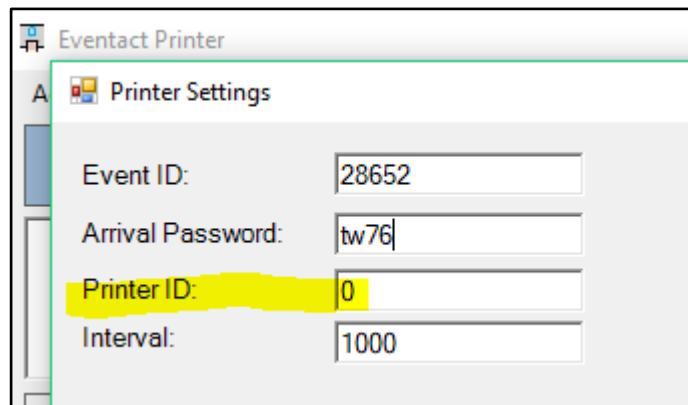 Eventact Printer
A
Printer Settings
Event ID: 28652
Arrival Password: tw76
Printer ID: 0
Interval: 1000